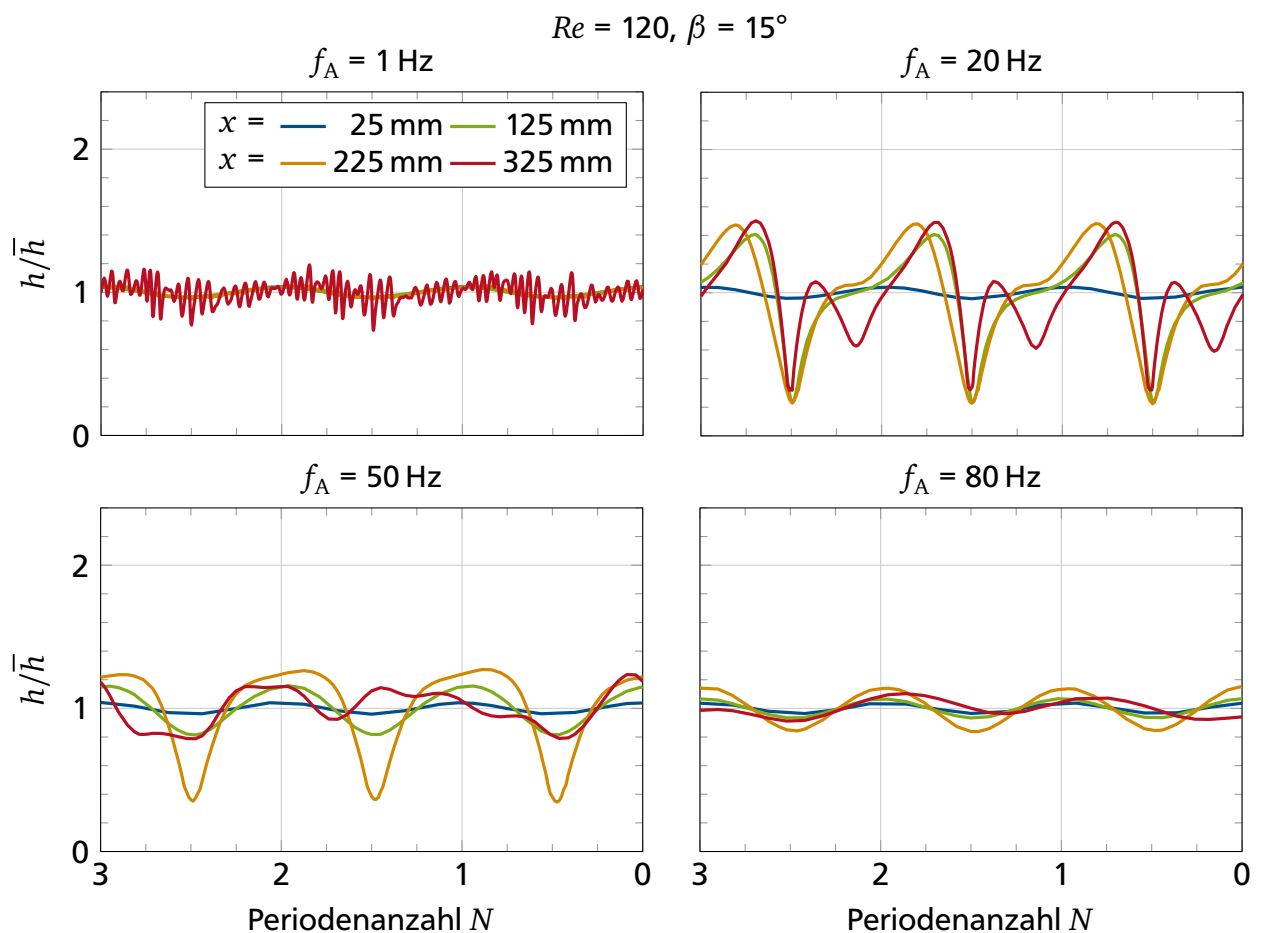 Re = 120, β = 15°
f_A = 1 Hz
f_A = 20 Hz
x = 25 mm 125 mm
x = 225 mm 325 mm
2
1
0
h/h̅
f_A = 50 Hz
f_A = 80 Hz
2
1
0
h/h̅
3 2 1 0
3 2 1 0
Periodenanzahl N
Periodenanzahl N